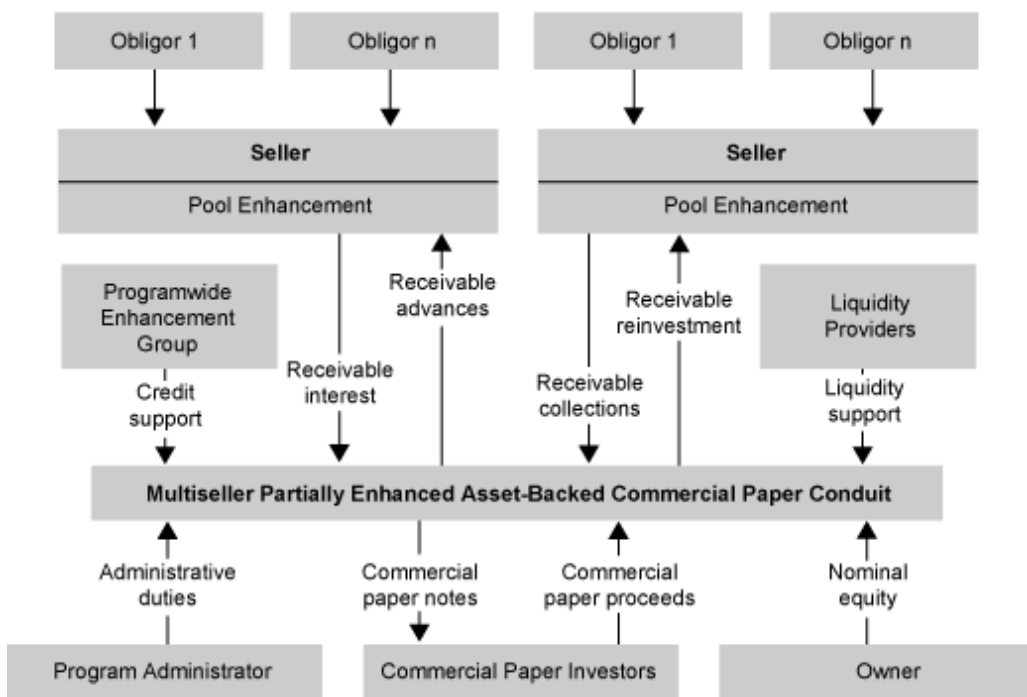 Obligor 1
Obligor n
Obligor 1
Obligor n
Seller
Pool Enhancement
Seller
Pool Enhancement
Programwide
Enhancement
Group
Receivable
advances
Receivable
reinvestment
Liquidity
Providers
Credit
support
Receivable
interest
Receivable
collections
Liquidity
support
Multiseller Partially Enhanced Asset-Backed Commercial Paper Conduit
Administrative
duties
Commercial
paper notes
Commercial
paper proceeds
Nominal
equity
Program Administrator
Commercial Paper Investors
Owner